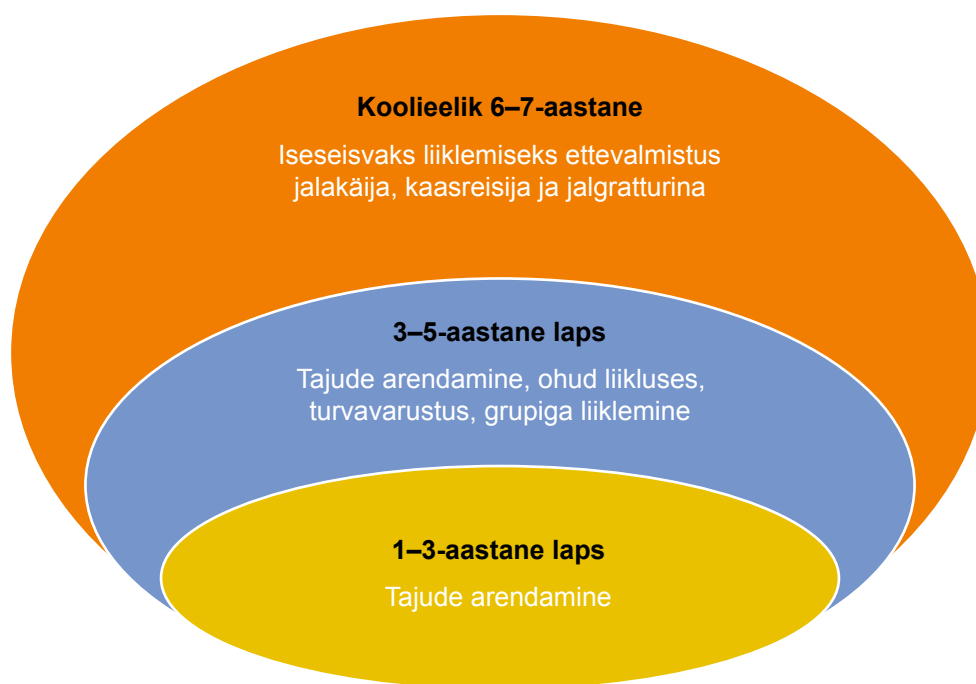 Koolieelik 6–7-aastane
Iseseisvaks liiklemiseks ettevalmistus
jalakäija, kaasreisija ja jalgratturina
3–5-aastane laps
Tajude arendamine, ohud liikluses,
turvavarustus, grupiga liiklemine
1–3-aastane laps
Tajude arendamine